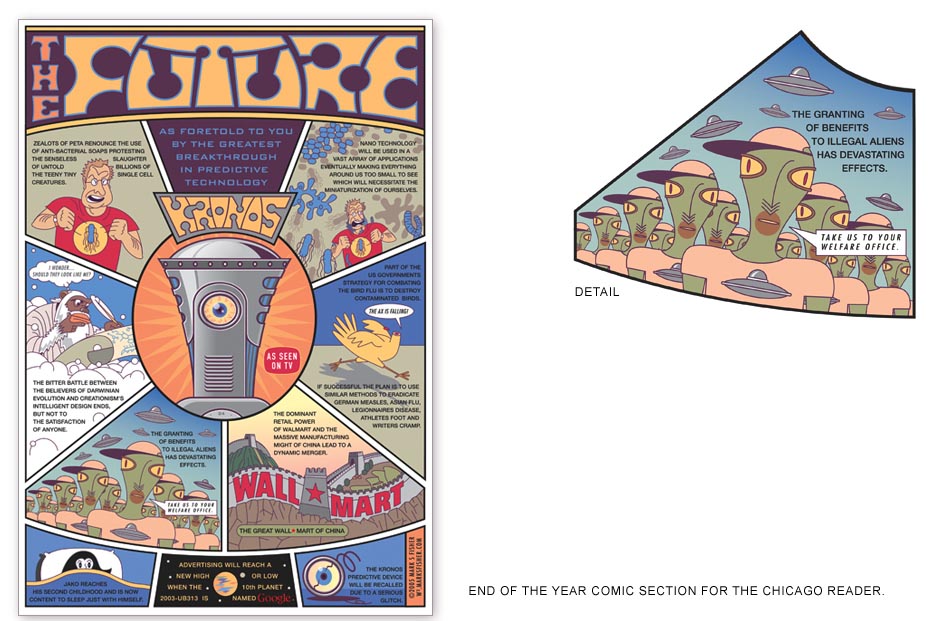 THE FUTURE
AS FORETOLD TO YOU
BY THE GREATEST
BREAKTHROUGH
IN PREDICTIVE
TECHNOLOGY
KRONOS
ZEALOTS OF PETA RENOUNCE THE USE
OF ANTI-BACTERIAL SOAPS PROTESTING
THE SENSELESS SLAUGHTER
OF UNTOLD BILLIONS OF
THE TEENY TINY SINGLE CELL
CREATURES.
NANO TECHNOLOGY
WILL BE USED IN A
VAST ARRAY OF APPLICATIONS
EVENTUALLY MAKING EVERYTHING
AROUND US TOO SMALL TO SEE
WHICH WILL NECESSITATE THE
MINIATURIZATION OF OURSELVES.
I WONDER...
SHOULD THEY LOOK LIKE ME?
THE BITTER BATTLE BETWEEN
THE BELIEVERS OF DARWINIAN
EVOLUTION AND CREATIONISM'S
INTELLIGENT DESIGN ENDS,
BUT NOT TO
THE SATISFACTION
OF ANYONE.
AS SEEN
ON TV
PART OF THE
US GOVERNMENTS
STRATEGY FOR COMBATING
THE BIRD FLU IS TO DESTROY
CONTAMINATED BIRDS.
THE AX IS FALLING!
IF SUCCESSFUL THE PLAN IS TO USE
SIMILAR METHODS TO ERADICATE
GERMAN MEASLES, ASIAN FLU,
LEGIONNAIRES DISEASE,
ATHLETES FOOT AND
WRITERS CRAMP.
THE GRANTING
OF BENEFITS
TO ILLEGAL ALIENS
HAS DEVASTATING
EFFECTS.
TAKE US TO YOUR
WELFARE OFFICE.
THE DOMINANT
RETAIL POWER
OF WALMART AND THE
MASSIVE MANUFACTURING
MIGHT OF CHINA LEAD TO A
DYNAMIC MERGER.
WALL★MART
THE GREAT WALL★MART OF CHINA
JAKO REACHES
HIS SECOND CHILDHOOD AND IS NOW
CONTENT TO SLEEP JUST WITH HIMSELF.
ADVERTISING WILL REACH A
NEW HIGH OR LOW
WHEN THE 10th PLANET
2003-UB313 IS NAMED Google
THE KRONOS
PREDICTIVE DEVICE
WILL BE RECALLED
DUE TO A SERIOUS
GLITCH.
©2005 MARK S FISHER
W: MARKSFISHER.COM
THE GRANTING
OF BENEFITS
TO ILLEGAL ALIENS
HAS DEVASTATING
EFFECTS.
TAKE US TO YOUR
WELFARE OFFICE.
DETAIL
END OF THE YEAR COMIC SECTION FOR THE CHICAGO READER.